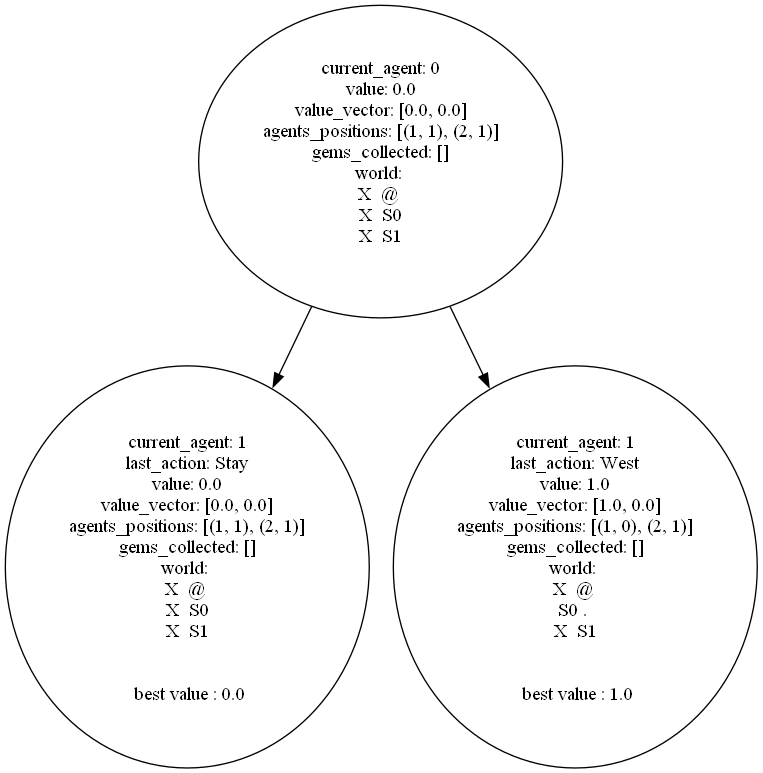 current_agent: 0
value: 0.0
value_vector: [0.0, 0.0]
agents_positions: [(1, 1), (2, 1)]
gems_collected: []
world:
X @
X S0
X S1
current_agent: 1
last_action: Stay
value: 0.0
value_vector: [0.0, 0.0]
agents_positions: [(1, 1), (2, 1)]
gems_collected: []
world:
X @
X S0
X S1
best value : 0.0
current_agent: 1
last_action: West
value: 1.0
value_vector: [1.0, 0.0]
agents_positions: [(1, 0), (2, 1)]
gems_collected: []
world:
X @
S0 .
X S1
best value : 1.0